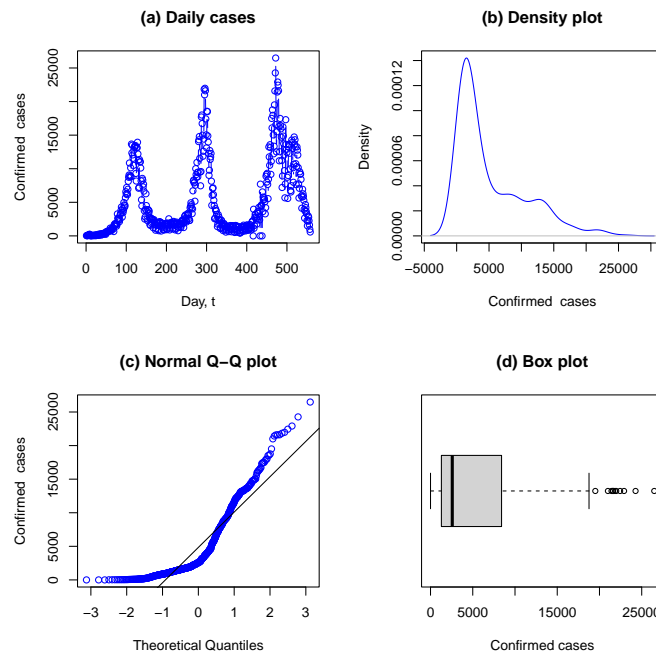 (a) Daily cases
Confirmed cases
0 5000 15000 25000
0 100 200 300 400 500
Day, t
(b) Density plot
Density
0.00000 0.00006 0.00012
−5000 5000 15000 25000
Confirmed cases
(c) Normal Q−Q plot
Confirmed cases
0 5000 15000 25000
−3 −2 −1 0 1 2 3
Theoretical Quantiles
(d) Box plot
0 5000 15000 25000
Confirmed cases